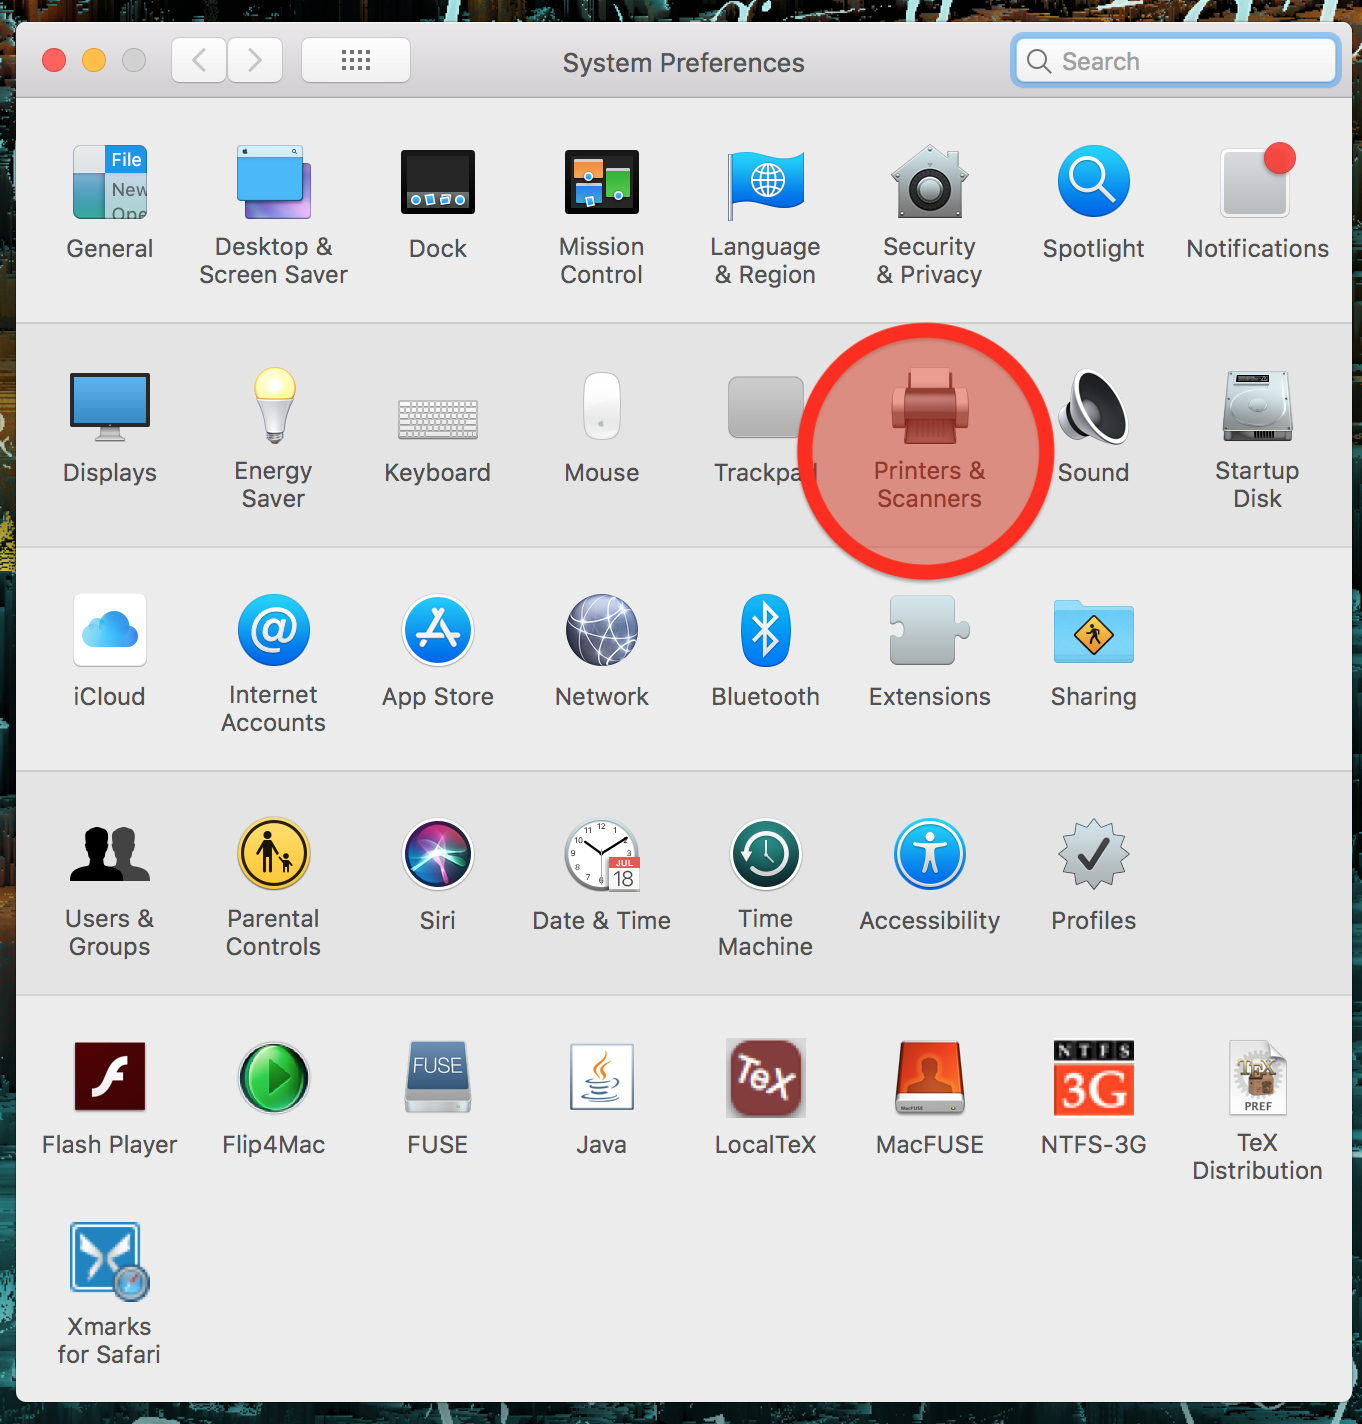 System Preferences
Search
File
New
Ope
General
Desktop &
Screen Saver
Dock
Mission
Control
Language
& Region
Security
& Privacy
Spotlight
Notifications
Displays
Energy
Saver
Keyboard
Mouse
Trackpad
Printers &
Scanners
Sound
Startup
Disk
iCloud
Internet
Accounts
App Store
Network
Bluetooth
Extensions
Sharing
JUL
18
Users &
Groups
Parental
Controls
Siri
Date & Time
Time
Machine
Accessibility
Profiles
FUSE
TeX
MacFUSE
NTFS
3G
TEX
PREF
Flash Player
Flip4Mac
FUSE
Java
LocalTeX
MacFUSE
NTFS-3G
TeX
Distribution
Xmarks
for Safari